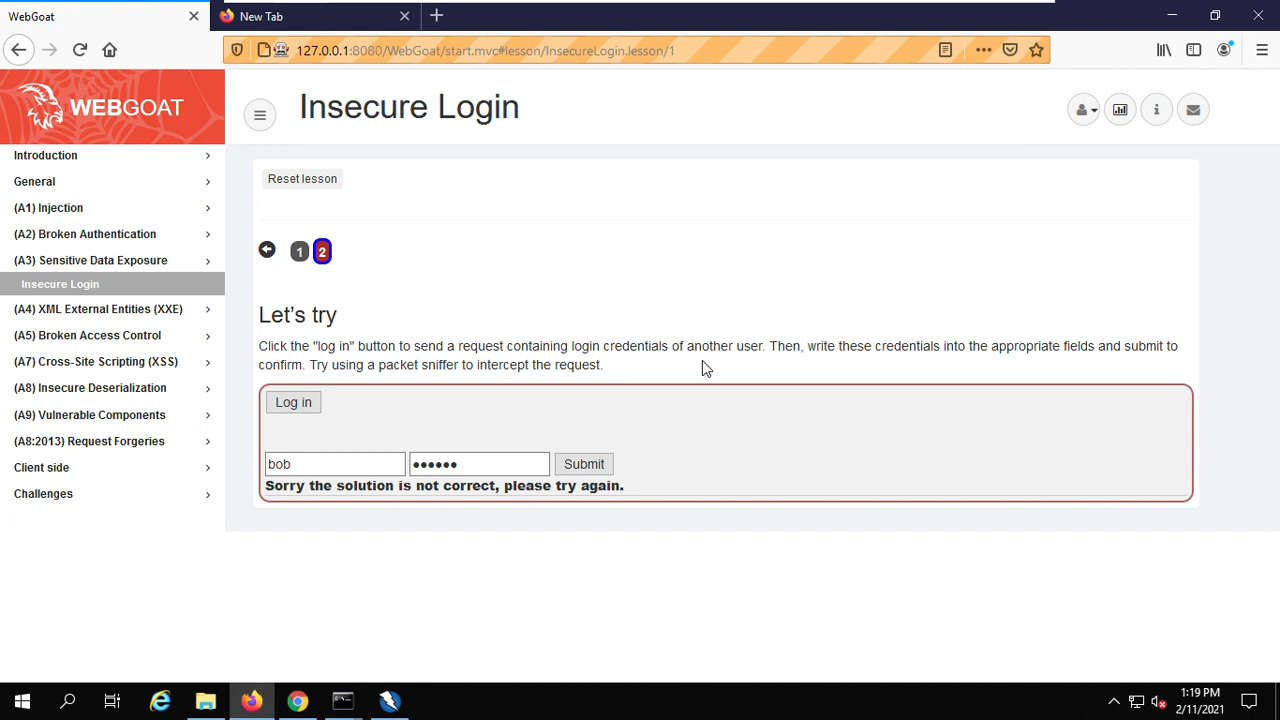 WebGoat
New Tab
127.0.0.1:8080/WebGoat/start.mvc#lesson/InsecureLogin.lesson/1
WEBGOAT
Insecure Login
Introduction
General
(A1) Injection
(A2) Broken Authentication
(A3) Sensitive Data Exposure
Insecure Login
(A4) XML External Entities (XXE)
(A5) Broken Access Control
(A7) Cross-Site Scripting (XSS)
(A8) Insecure Deserialization
(A9) Vulnerable Components
(A8:2013) Request Forgeries
Client side
Challenges
Reset lesson
1 2
Let's try
Click the "log in" button to send a request containing login credentials of another user. Then, write these credentials into the appropriate fields and submit to
confirm. Try using a packet sniffer to intercept the request.
Log in
bob •••••• Submit
Sorry the solution is not correct, please try again.
1:19 PM
2/11/2021